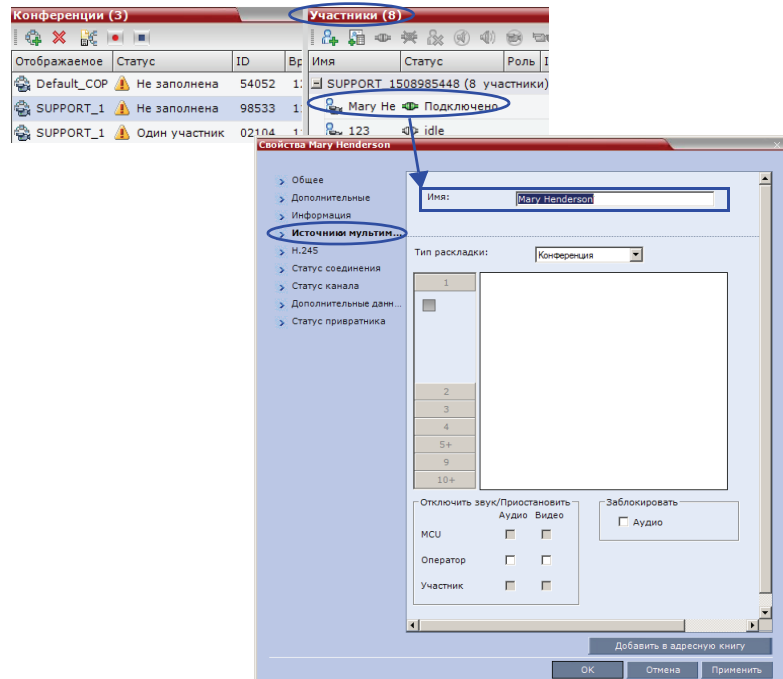 Конференции (3)
Участники (8)
Отображаемое Статус ID
Имя Статус Роль
Default_COP Не заполнена 54052
SUPPORT_1508985448 (8 участники)
SUPPORT_1 Не заполнена 98533
Mary He Подключено
SUPPORT_1 Один участник 02104
123 idle
Свойства Mary Henderson
Общее
Дополнительные
Информация
Источники мультим...
H.245
Статус соединения
Статус канала
Дополнительные данн...
Статус привратника
Имя: Mary Henderson
Тип раскладки: Конференция
1
2
3
4
5+
9
10+
Отключить звук/Приостановить
Аудио Видео
MCU
Оператор
Участник
Заблокировать
Аудио
Добавить в адресную книгу
OK Отмена Применить